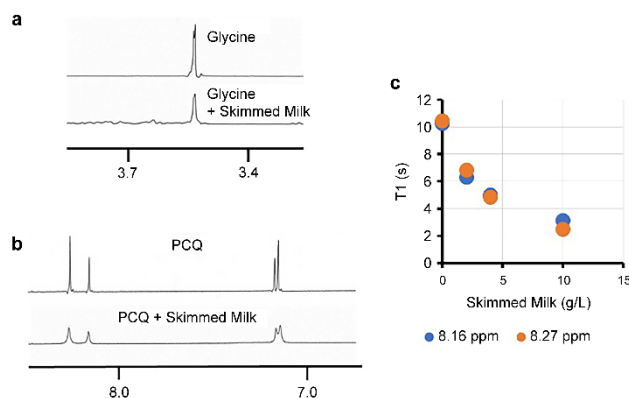 a
Glycine
Glycine
+ Skimmed Milk
3.7 3.4
b
PCQ
PCQ + Skimmed Milk
8.0 7.0
c
12
10
8
6
4
2
0
T1 (s)
0 5 10 15
Skimmed Milk (g/L)
8.16 ppm 8.27 ppm